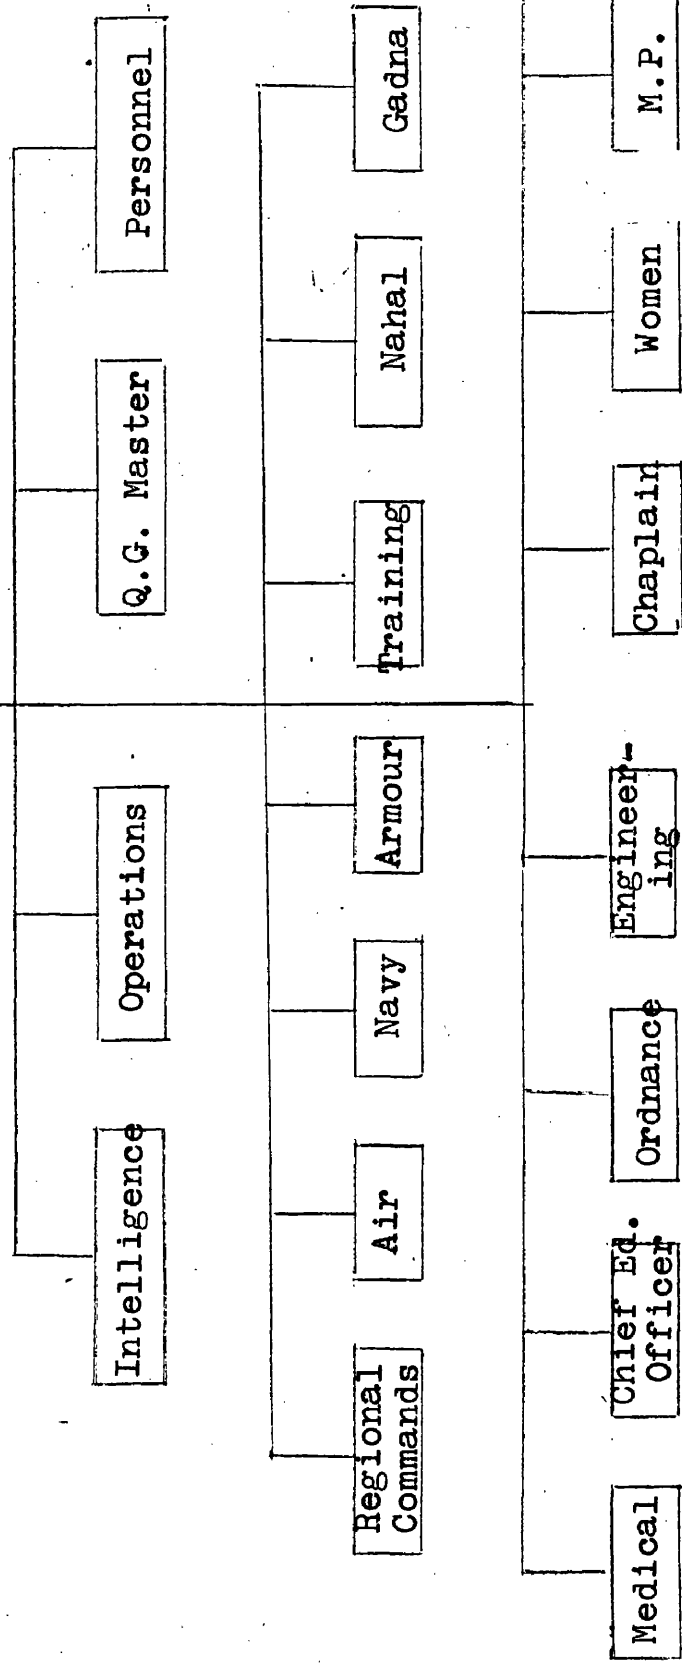 Intelligence
Operations
Q.G. Master
Personnel
Regional
Commands
Air
Navy
Armour
Training
Nahal
Gadna
Medical
Chief Ed.
Officer
Ordnance
Engineer-
ing
Chaplain
Women
M.P.